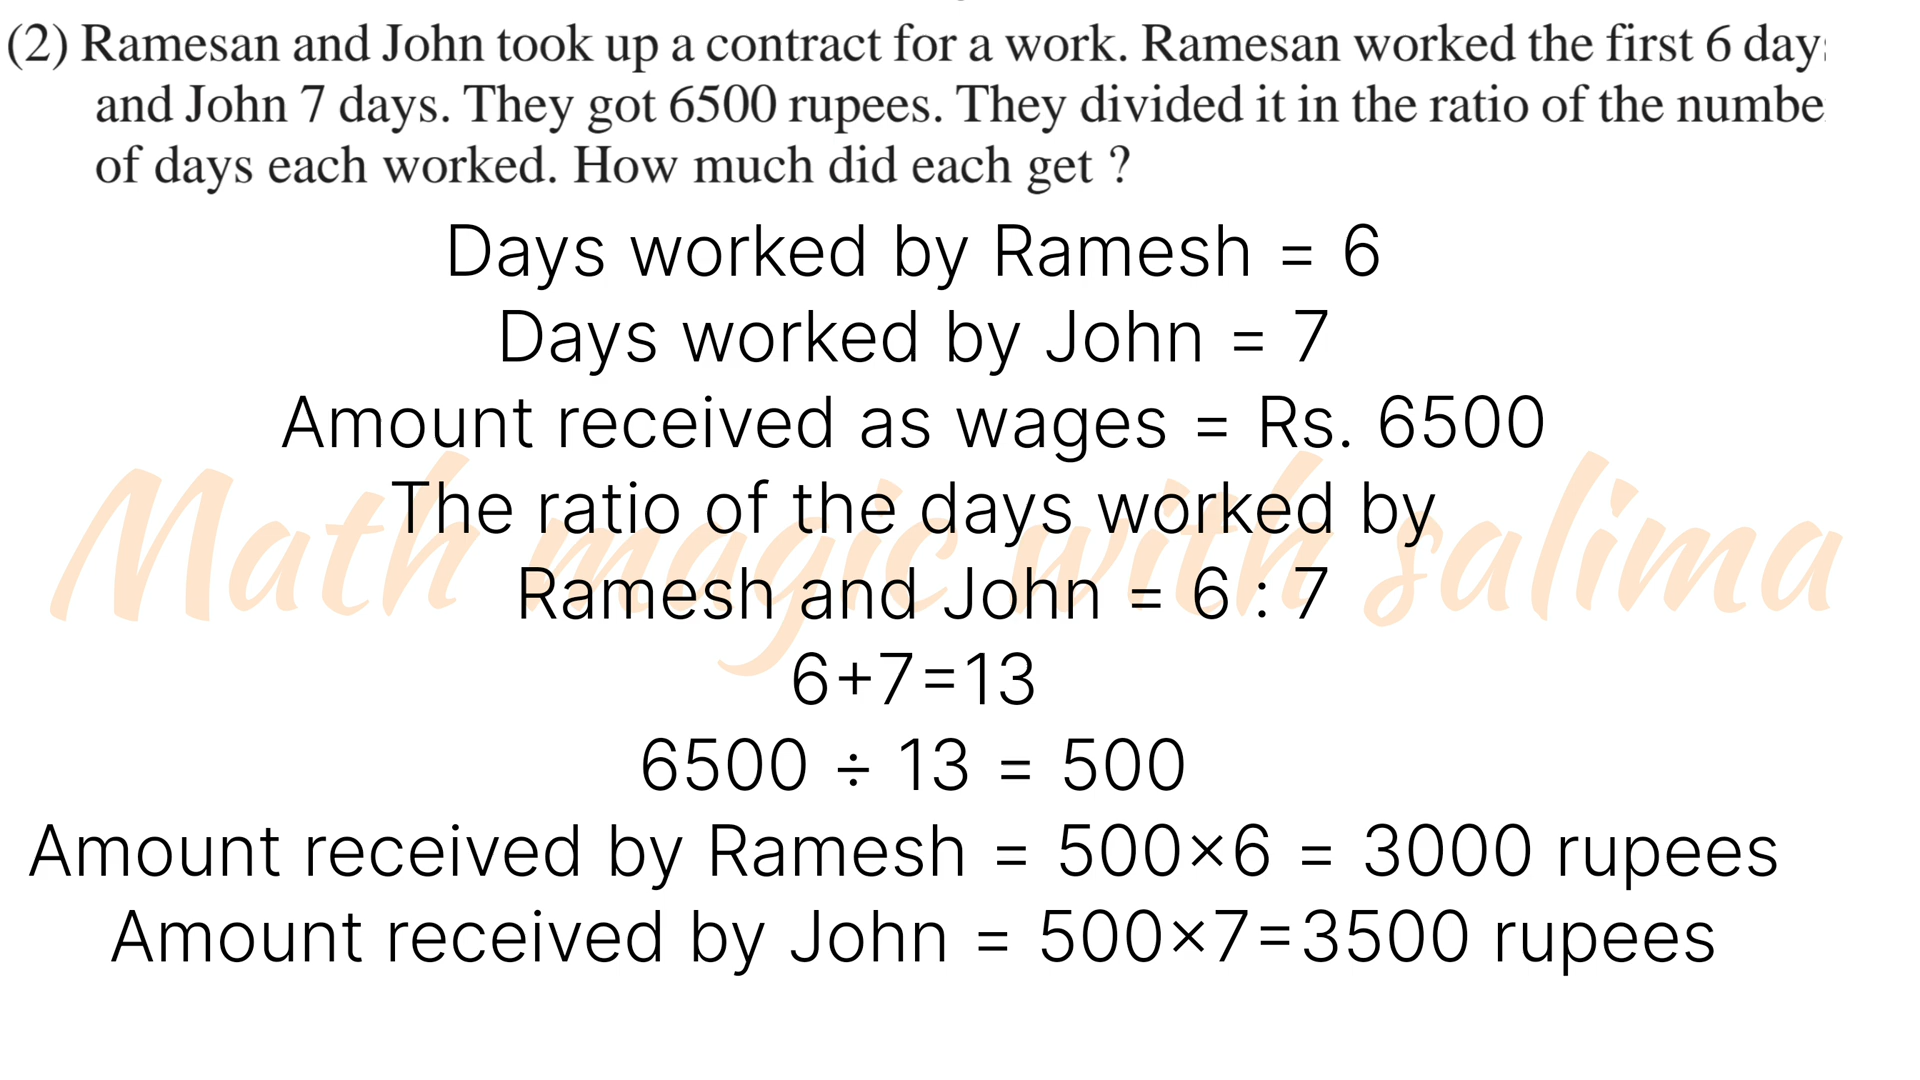 (2) Ramesan and John took up a contract for a work. Ramesan worked the first 6 days
and John 7 days. They got 6500 rupees. They divided it in the ratio of the number
of days each worked. How much did each get ?
Days worked by Ramesh = 6
Days worked by John = 7
Amount received as wages = Rs. 6500
The ratio of the days worked by
Math magic with salima
Ramesh and John = 6 : 7
6+7=13
6500 ÷ 13 = 500
Amount received by Ramesh = 500×6 = 3000 rupees
Amount received by John = 500×7=3500 rupees